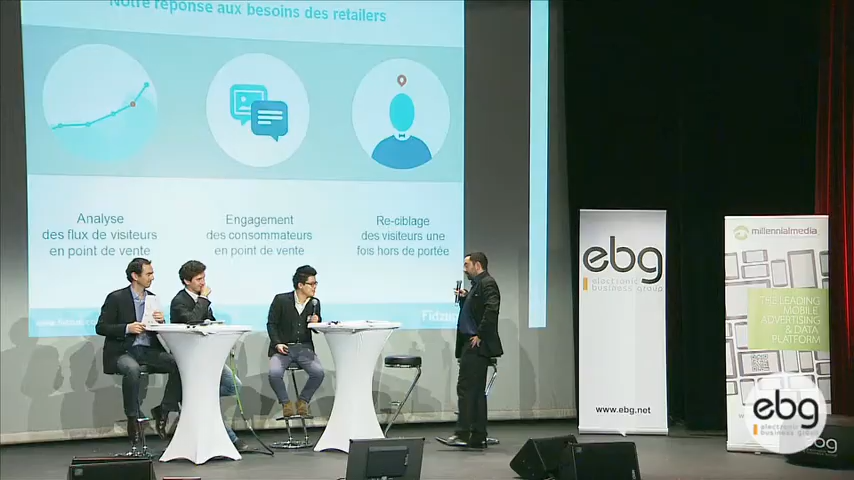 Notre réponse aux besoins des retailers
Analyse
des flux de visiteurs
en point de vente
Engagement
des consommateurs
en point de vente
Re-ciblage
des visiteurs une
fois hors de portée
ebg
electronic
business group
www.ebg.net
millennialmedia
THE LEADING
MOBILE
ADVERTISING
& DATA
PLATFORM
ebg
electronic
business group
ebg